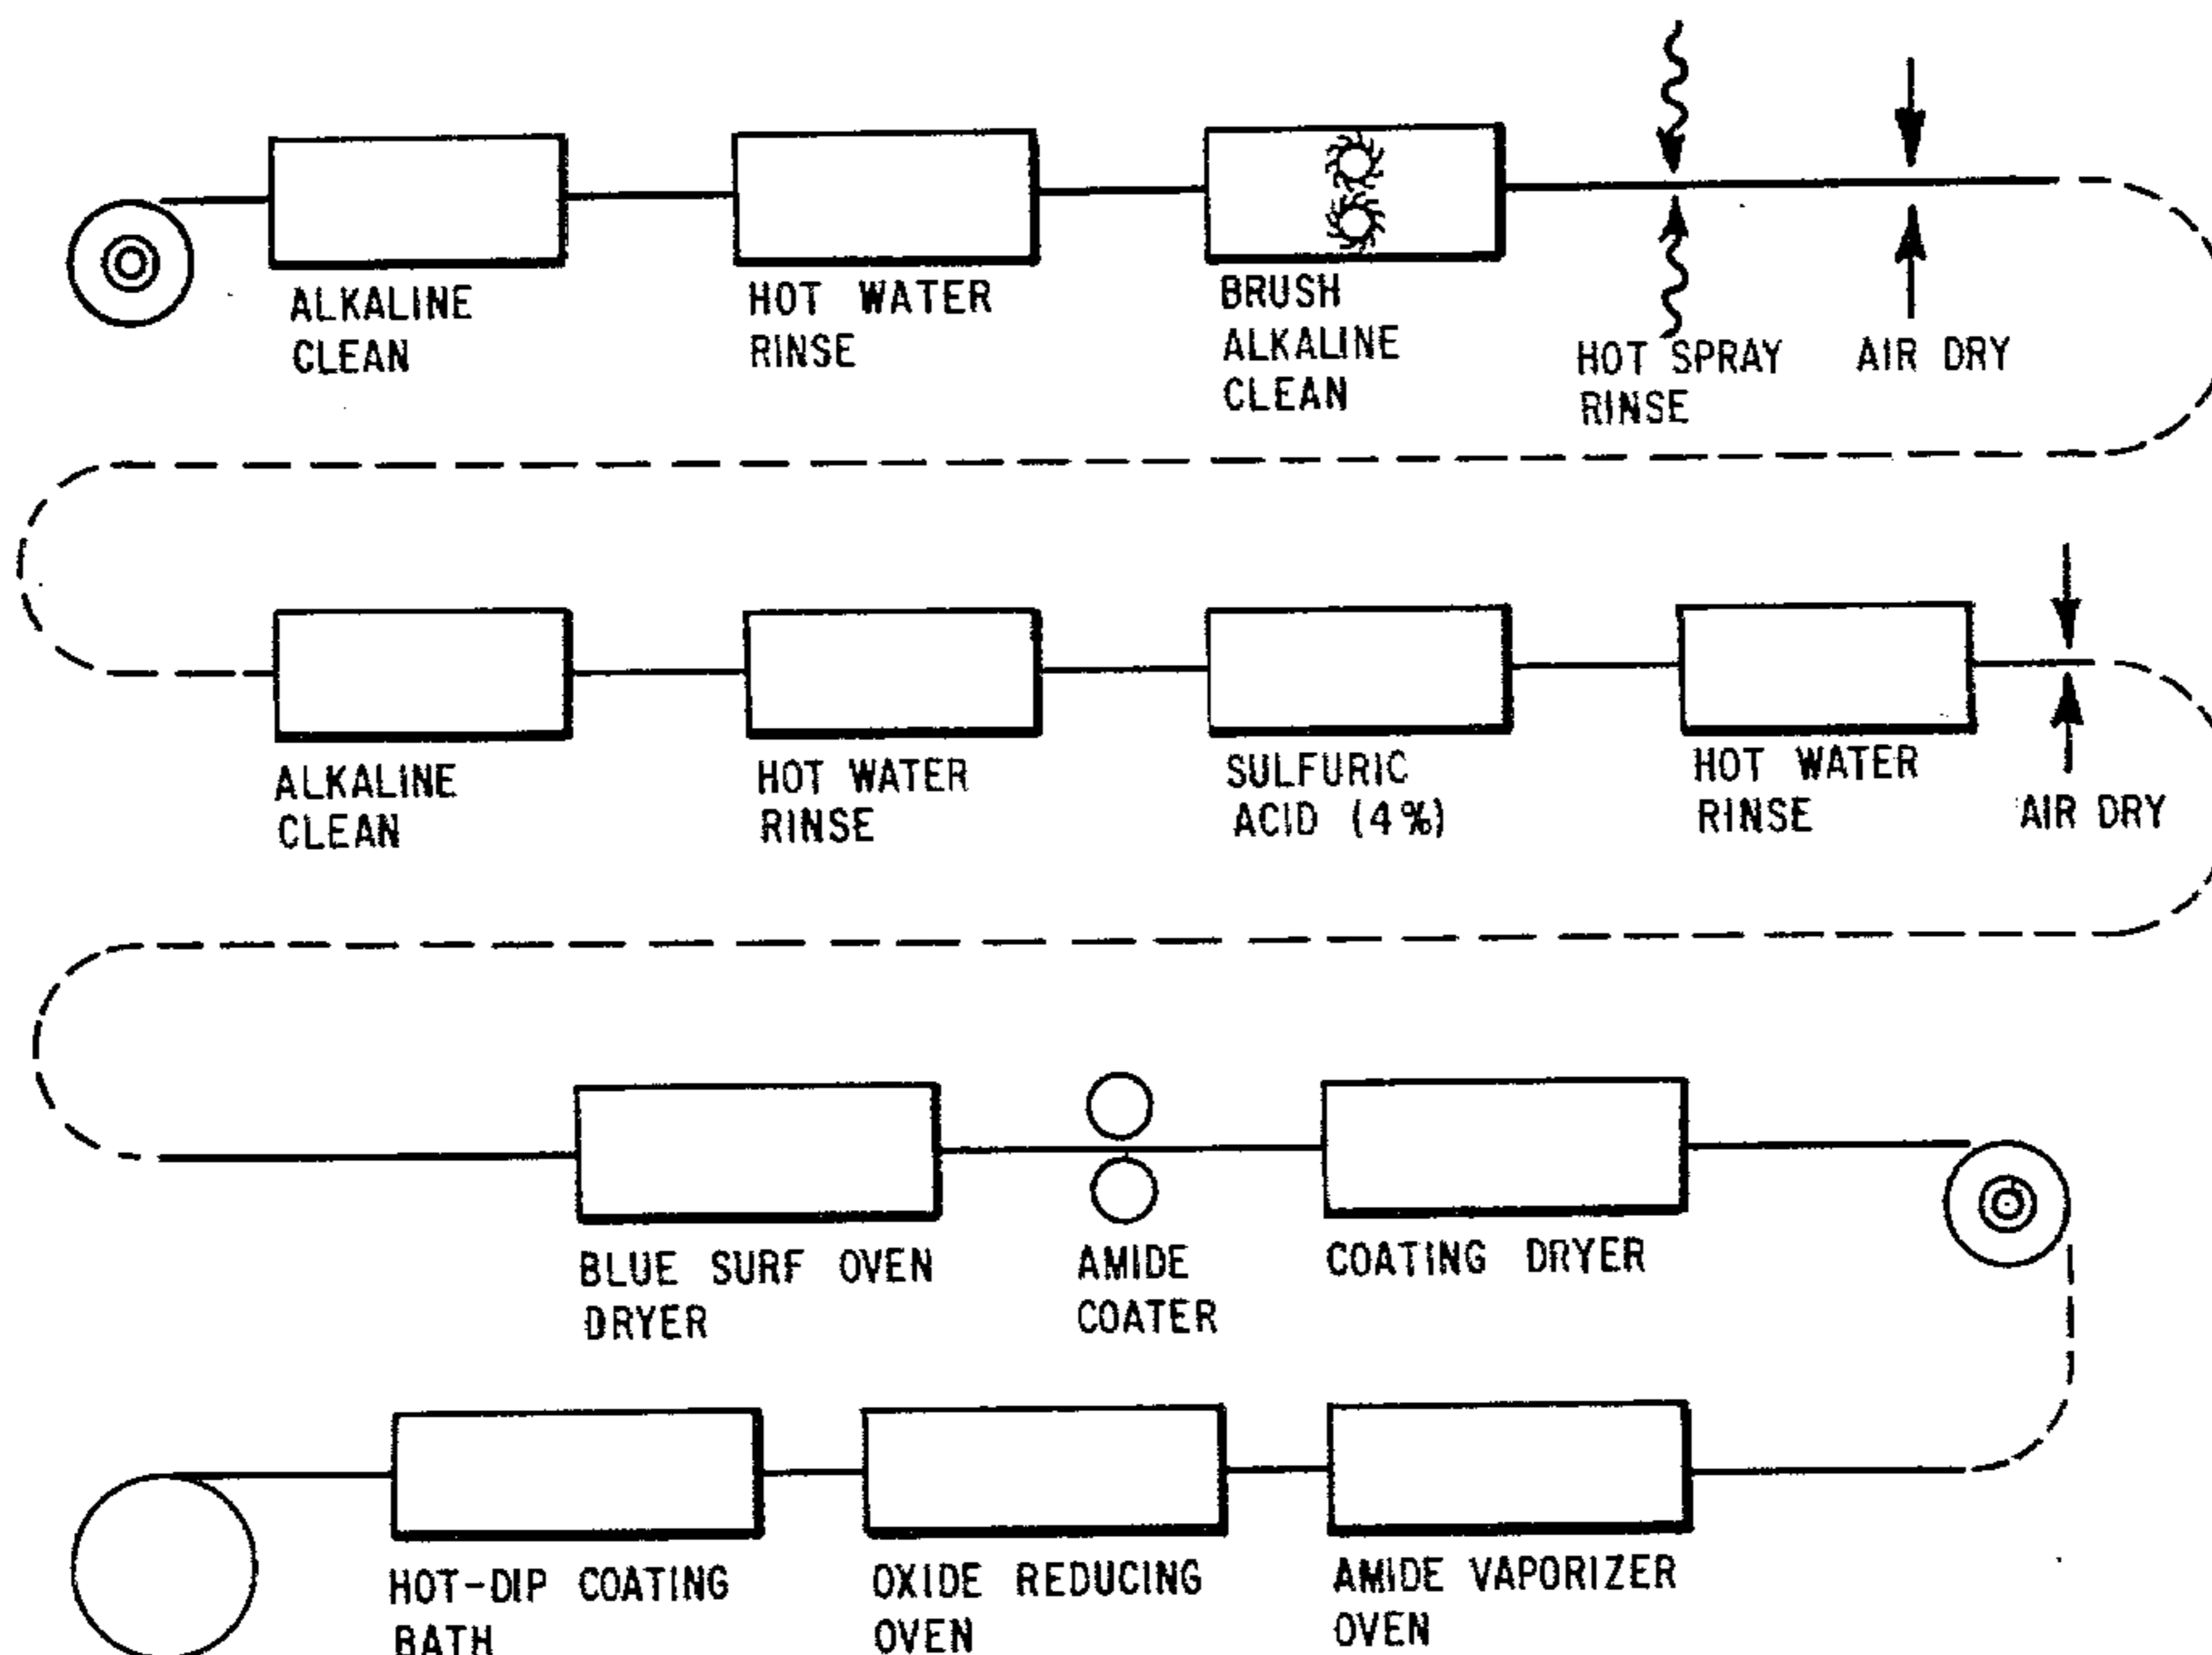 ALKALINE
CLEAN
HOT WATER
RINSE
BRUSH
ALKALINE
CLEAN
HOT SPRAY
RINSE
AIR DRY
ALKALINE
CLEAN
HOT WATER
RINSE
SULFURIC
ACID (4%)
HOT WATER
RINSE
AIR DRY
BLUE SURF OVEN
DRYER
AMIDE
COATER
COATING DRYER
HOT-DIP COATING
BATH
OXIDE REDUCING
OVEN
AMIDE VAPORIZER
OVEN